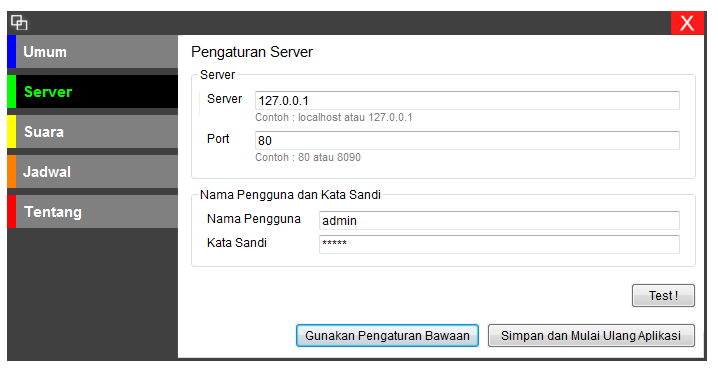 X
Umum
Server
Suara
Jadwal
Tentang
Pengaturan Server
Server
Server 127.0.0.1
Contoh : localhost atau 127.0.0.1
Port 80
Contoh : 80 atau 8090
Nama Pengguna dan Kata Sandi
Nama Pengguna admin
Kata Sandi *****
Test !
Gunakan Pengaturan Bawaan Simpan dan Mulai Ulang Aplikasi